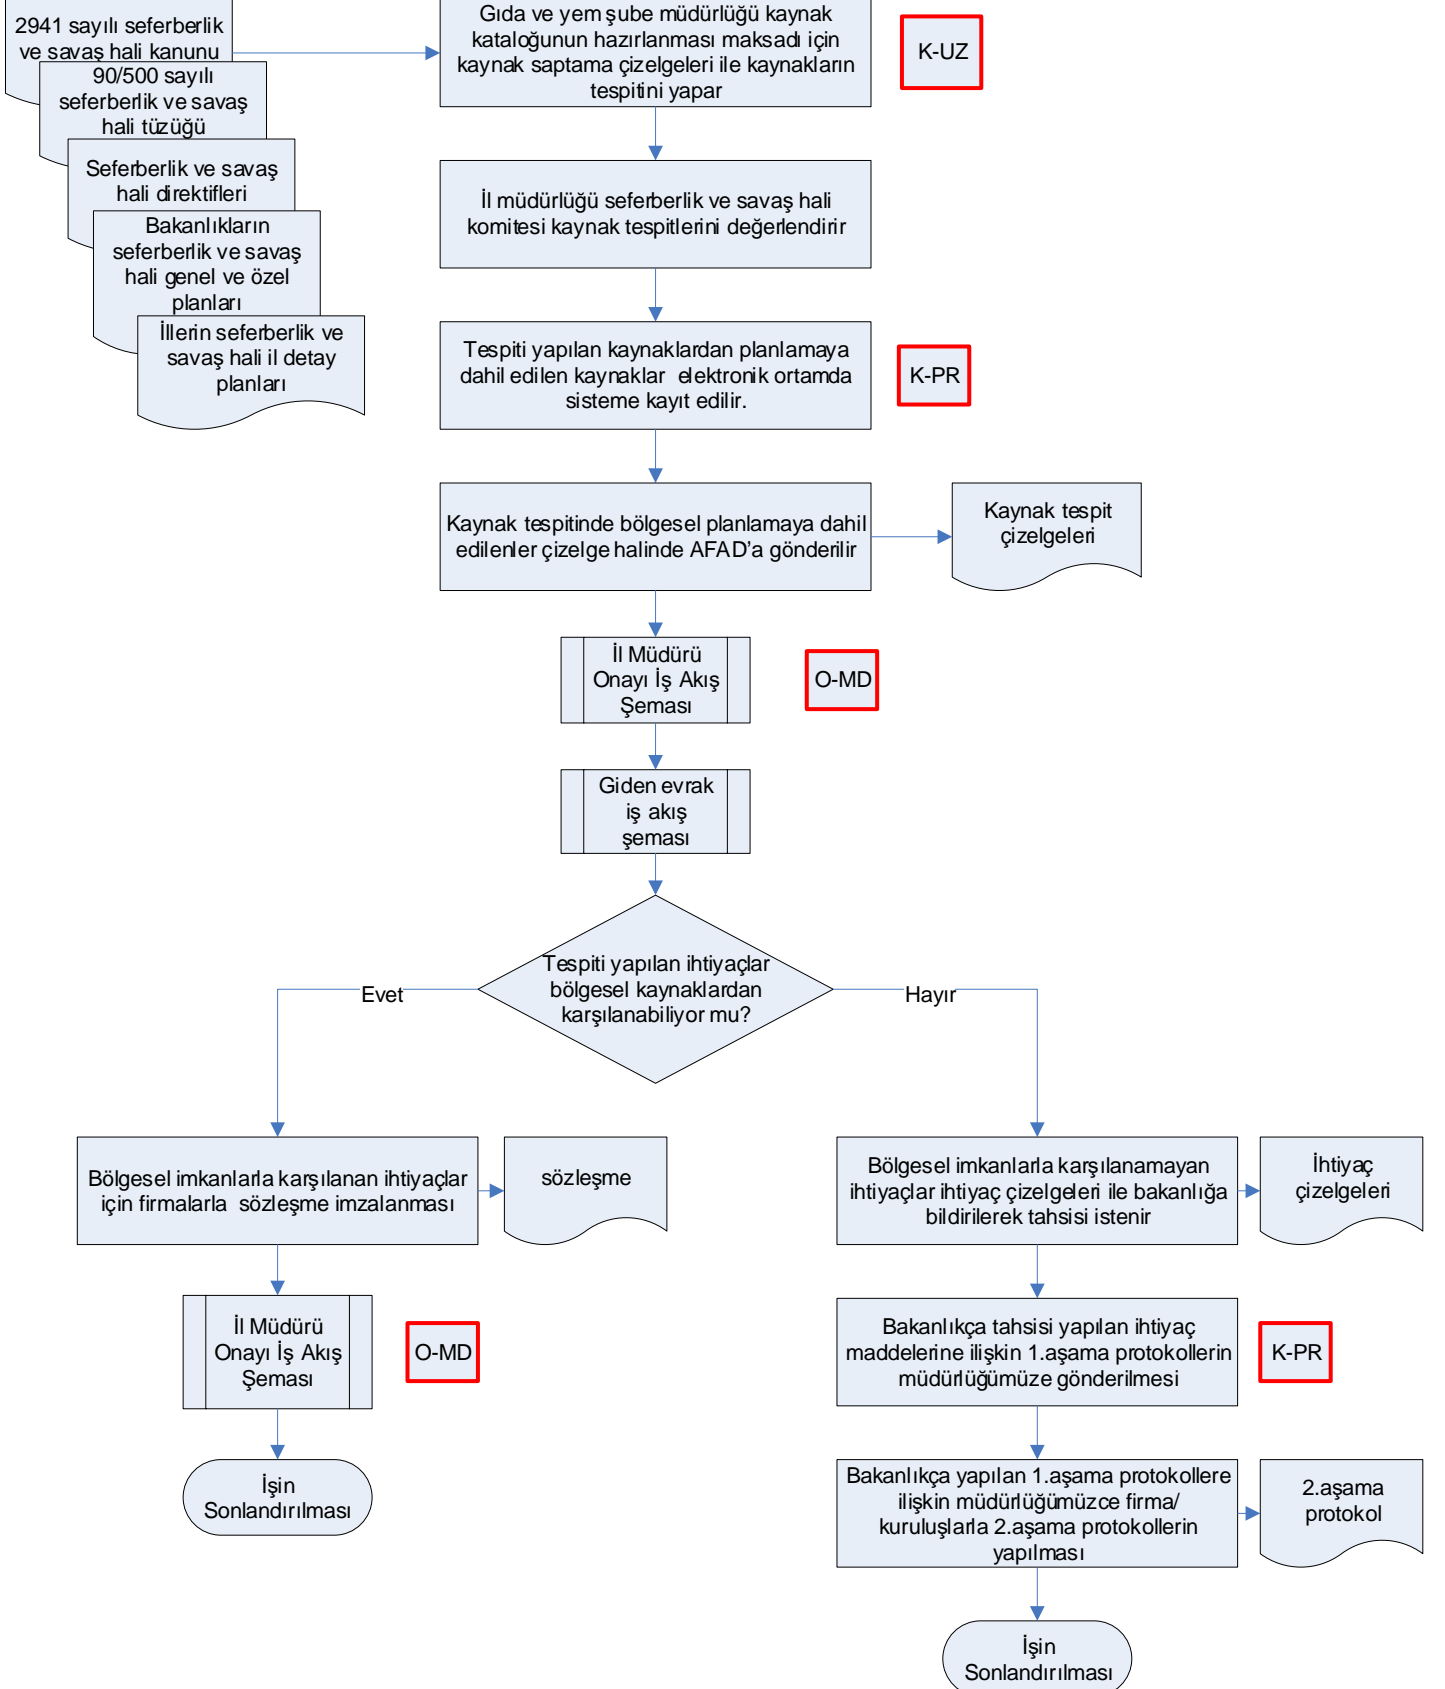 2941 sayılı seferberlik
ve savaş hali kanunu
90/500 sayılı
seferberlik ve savaş
hali tüzüğü
Seferberlik ve savaş
hali direktifleri
Bakanlıkların
seferberlik ve savaş
hali genel ve özel
planları
İllerin seferberlik ve
savaş hali il detay
planları
Gıda ve yem şube müdürlüğü kaynak
kataloğunun hazırlanması maksadı için
kaynak saptama çizelgeleri ile kaynakların
tespitini yapar
K-UZ
İl müdürlüğü seferberlik ve savaş hali
komitesi kaynak tespitlerini değerlendirir
Tespiti yapılan kaynaklardan planlamaya
dahil edilen kaynaklar elektronik ortamda
sisteme kayıt edilir.
K-PR
Kaynak tespitinde bölgesel planlamaya dahil
edilenler çizelge halinde AFAD’a gönderilir
Kaynak tespit
çizelgeleri
İl Müdürü
Onayı İş Akış
Şeması
O-MD
Giden evrak
iş akış
şeması
Tespiti yapılan ihtiyaçlar
bölgesel kaynaklardan
karşılanabiliyor mu?
Evet
Hayır
Bölgesel imkanlarla karşılanan ihtiyaçlar
için firmalarla sözleşme imzalanması
sözleşme
İl Müdürü
Onayı İş Akış
Şeması
O-MD
İşin
Sonlandırılması
Bölgesel imkanlarla karşılanamayan
ihtiyaçlar ihtiyaç çizelgeleri ile bakanlığa
bildirilerek tahsisi istenir
İhtiyaç
çizelgeleri
Bakanlıkça tahsisi yapılan ihtiyaç
maddelerine ilişkin 1.aşama protokollerin
müdürlüğümüze gönderilmesi
K-PR
Bakanlıkça yapılan 1.aşama protokollere
ilişkin müdürlüğümüzce firma/
kuruluşlarla 2.aşama protokollerin
yapılması
2.aşama
protokol
İşin
Sonlandırılması